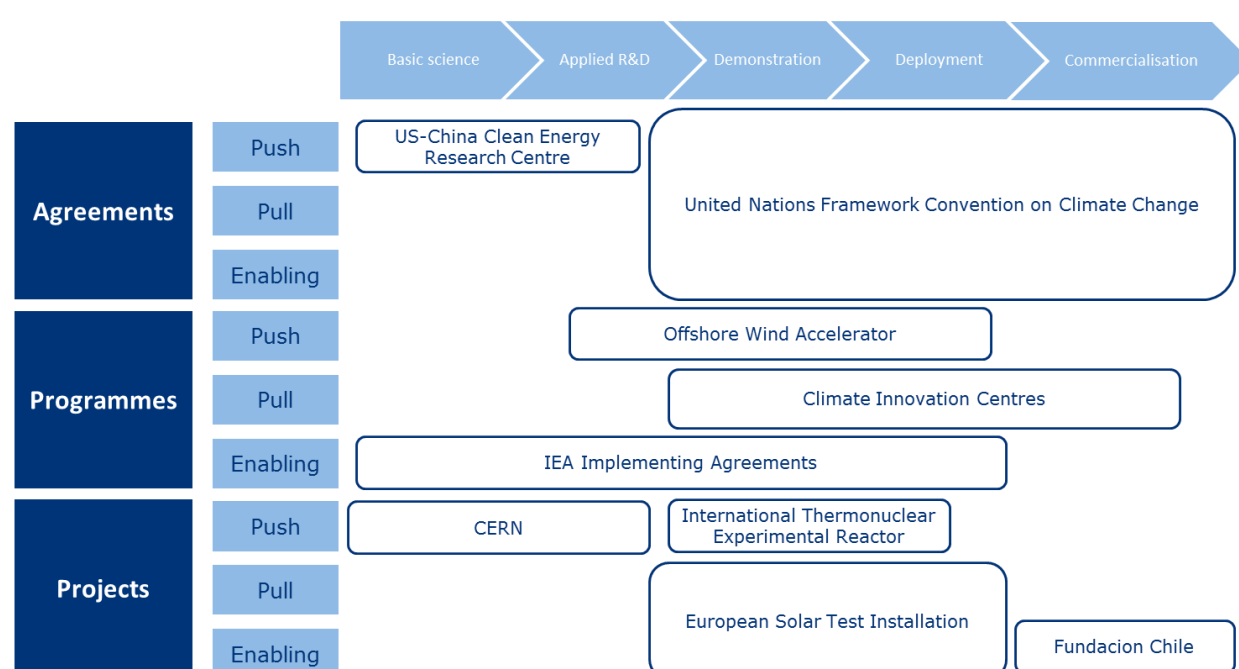 Basic science
Applied R&D
Demonstration
Deployment
Commercialisation
Agreements
Push
US-China Clean Energy
Research Centre
Pull
United Nations Framework Convention on Climate Change
Enabling
Programmes
Push
Offshore Wind Accelerator
Pull
Climate Innovation Centres
Enabling
IEA Implementing Agreements
Projects
Push
CERN
International Thermonuclear
Experimental Reactor
Pull
European Solar Test Installation
Enabling
Fundacion Chile